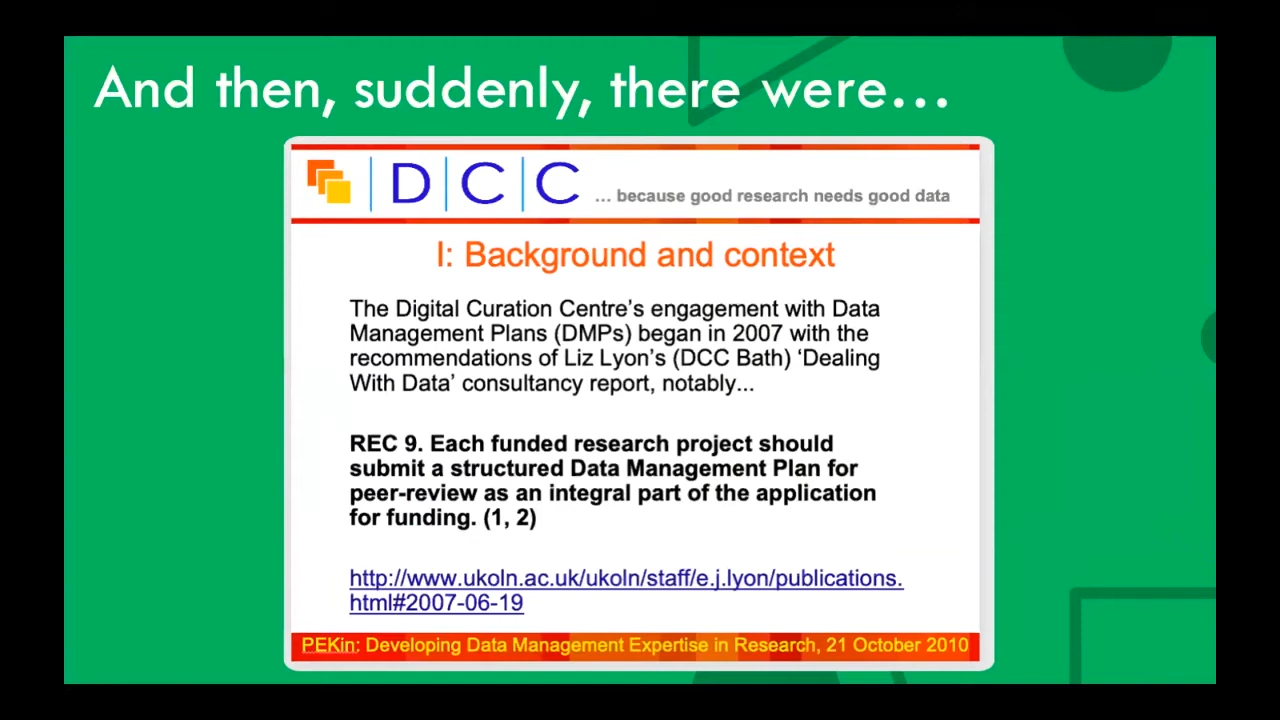 And then, suddenly, there were...
D C C ... because good research needs good data
I: Background and context
The Digital Curation Centre's engagement with Data
Management Plans (DMPs) began in 2007 with the
recommendations of Liz Lyon's (DCC Bath) 'Dealing
With Data' consultancy report, notably...
REC 9. Each funded research project should
submit a structured Data Management Plan for
peer-review as an integral part of the application
for funding. (1, 2)
http://www.ukoln.ac.uk/ukoln/staff/e.j.lyon/publications.
html#2007-06-19
PEKin: Developing Data Management Expertise in Research, 21 October 2010